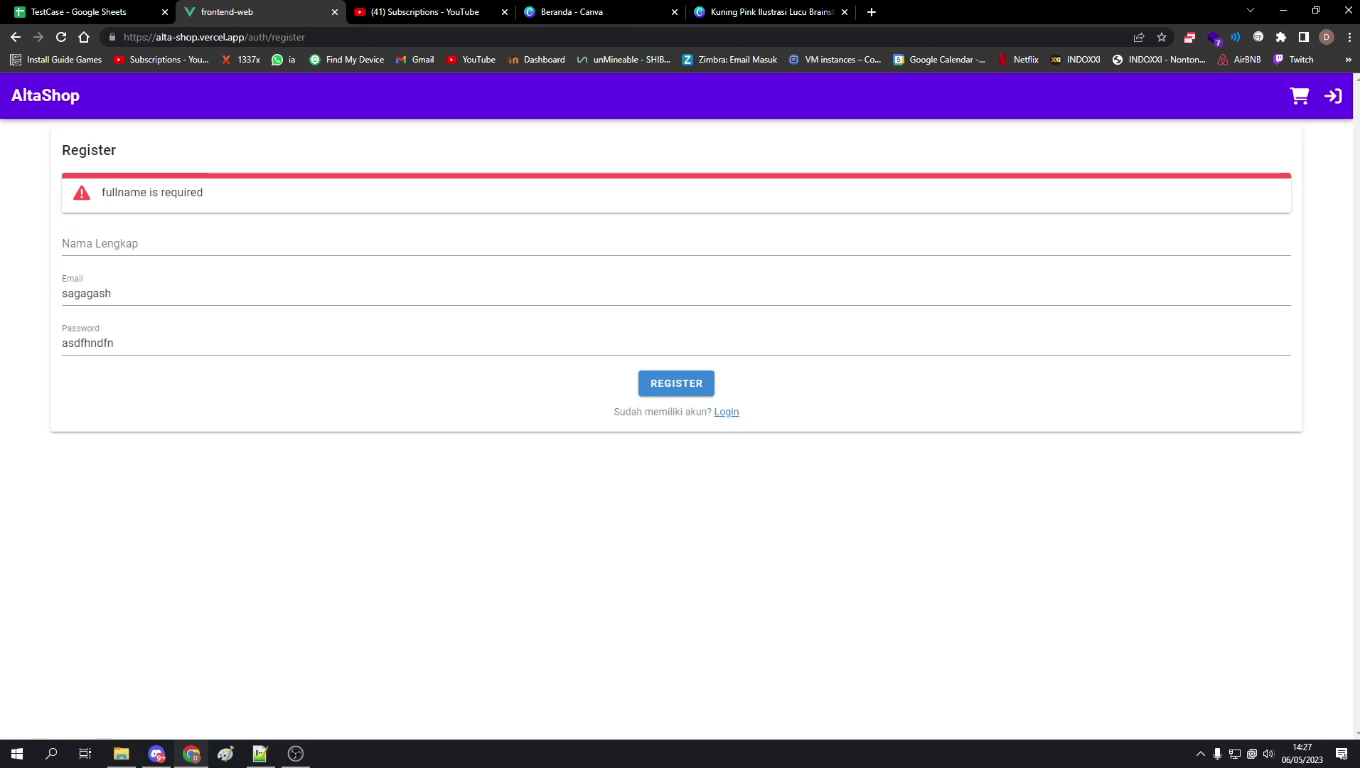 TestCase - Google Sheets
frontend-web
(41) Subscriptions - YouTube
Beranda - Canva
Kuning Pink Ilustrasi Lucu Brainst
https://alta-shop.vercel.app/auth/register
D
Install Guide Games
Subscriptions - You...
1337x
ia
Find My Device
Gmail
YouTube
Dashboard
unMineable - SHIB...
Zimbra: Email Masuk
VM instances – Co...
Google Calendar -...
Netflix
INDOXXI
INDOXXI - Nonton...
AirBNB
Twitch
»
AltaShop
Register
fullname is required
Nama Lengkap
Email
sagagash
Password
asdfhndfn
REGISTER
Sudah memiliki akun? Login
14:27
06/05/2023